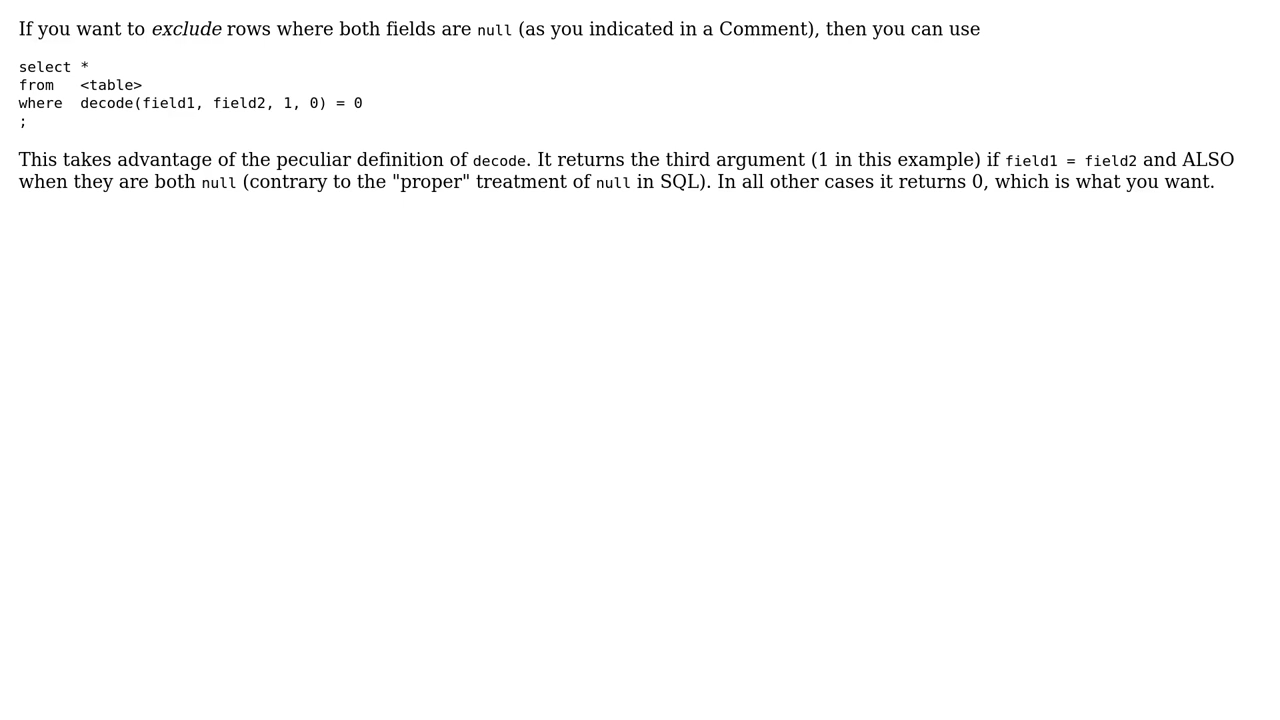 If you want to exclude rows where both fields are null (as you indicated in a Comment), then you can use
select *
from   <table>
where  decode(field1, field2, 1, 0) = 0
;
This takes advantage of the peculiar definition of decode. It returns the third argument (1 in this example) if field1 = field2 and ALSO
when they are both null (contrary to the "proper" treatment of null in SQL). In all other cases it returns 0, which is what you want.